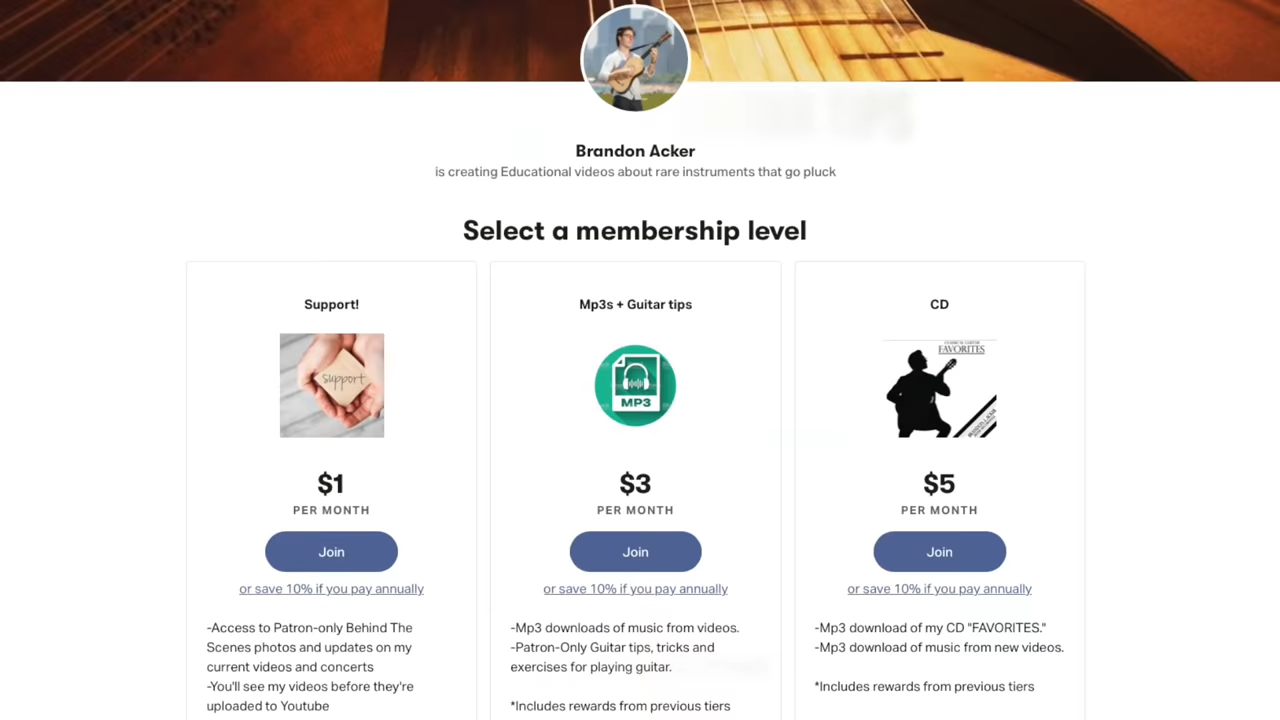 Brandon Acker
is creating Educational videos about rare instruments that go pluck
Select a membership level
Support!
support
$1
PER MONTH
Join
or save 10% if you pay annually
-Access to Patron-only Behind The
Scenes photos and updates on my
current videos and concerts
-You'll see my videos before they're
uploaded to Youtube
Mp3s + Guitar tips
MP3
$3
PER MONTH
Join
or save 10% if you pay annually
-Mp3 downloads of music from videos.
-Patron-Only Guitar tips, tricks and
exercises for playing guitar.
*Includes rewards from previous tiers
CD
CLASSICAL GUITAR
FAVORITES
$5
PER MONTH
Join
or save 10% if you pay annually
-Mp3 download of my CD "FAVORITES."
-Mp3 download of music from new videos.
*Includes rewards from previous tiers